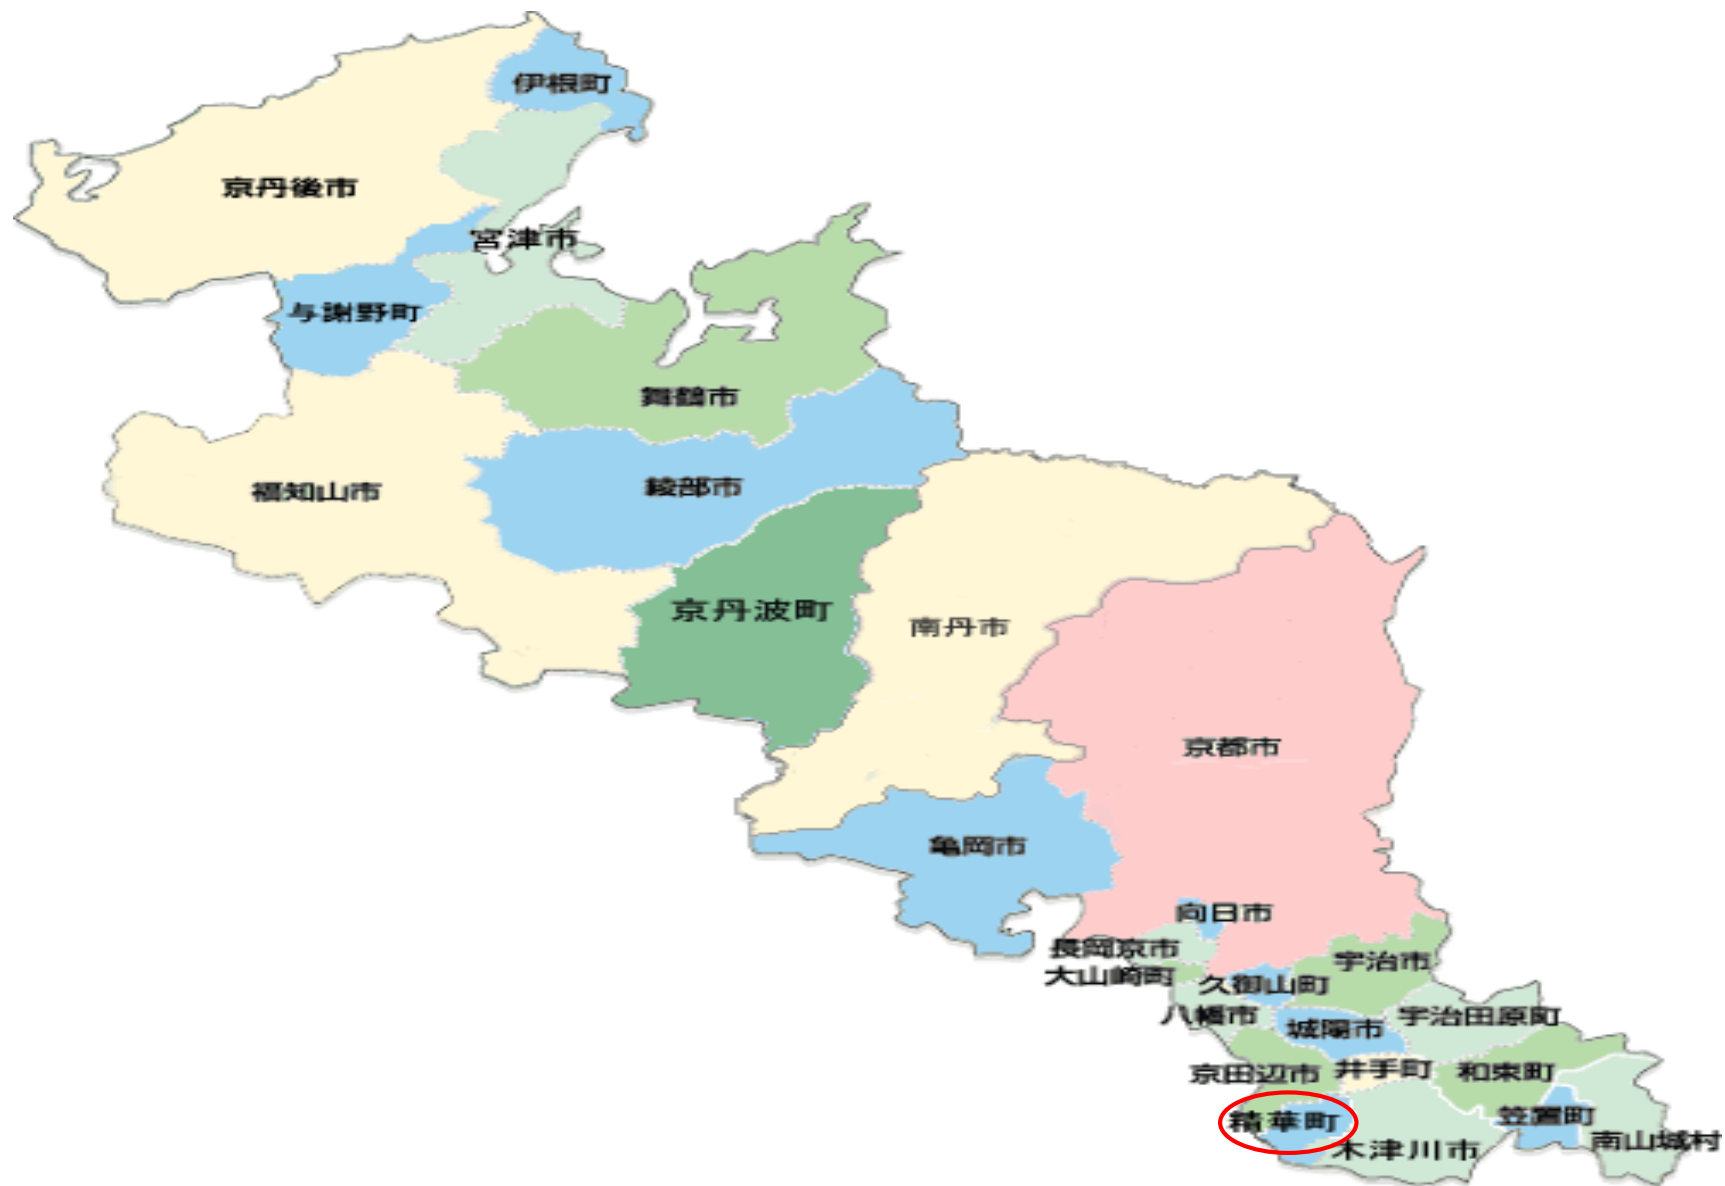 伊根町
京丹後市
宮津市
与謝野町
舞鶴市
綾部市
福知山市
京丹波町
南丹市
京都市
亀岡市
向日市
長岡京市
宇治市
大山崎町
久御山町
八幡市
城陽市
宇治田原町
京田辺市
井手町
和束町
精華町
笠置町
木津川市
南山城村